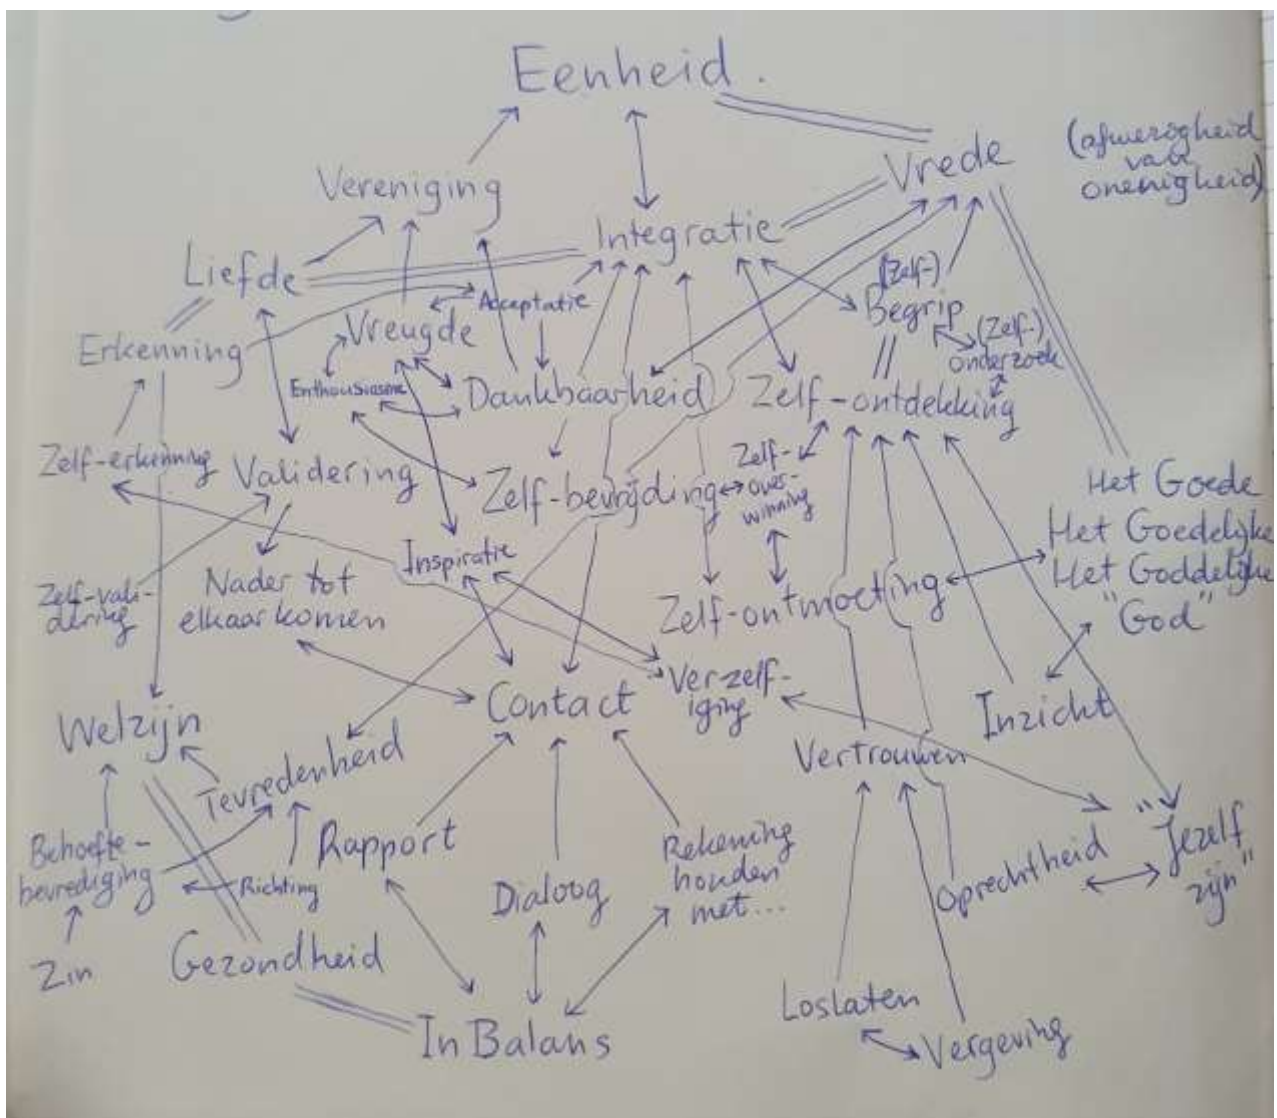 Eenheid.
Vrede
(afwezigheid
van
onenigheid)
Vereniging
Integratie
Liefde
(Zelf-)
Begrip
Acceptatie
Vreugde
Erkenning
(Zelf-)
onderzoek
Enthousiasme
Dankbaarheid
Zelf-ontdekking
Zelf-erkenning
Validering
Zelf-bevrijding
Zelf-
over-
winning
Het Goede
Het Goedelijke
Het Goddelijke
"God"
Inspiratie
Zelf-vali-
dering
Nader tot
elkaar komen
Zelf-ontmoeting
Verzelf-
iging
Contact
Inzicht
Welzijn
Tevredenheid
Vertrouwen
Behoefte-
bevrediging
Rapport
Rekening
houden
met...
"Jezelf
zijn"
Richting
Dialoog
Oprechtheid
Zin
Gezondheid
Loslaten
In Balans
Vergeving